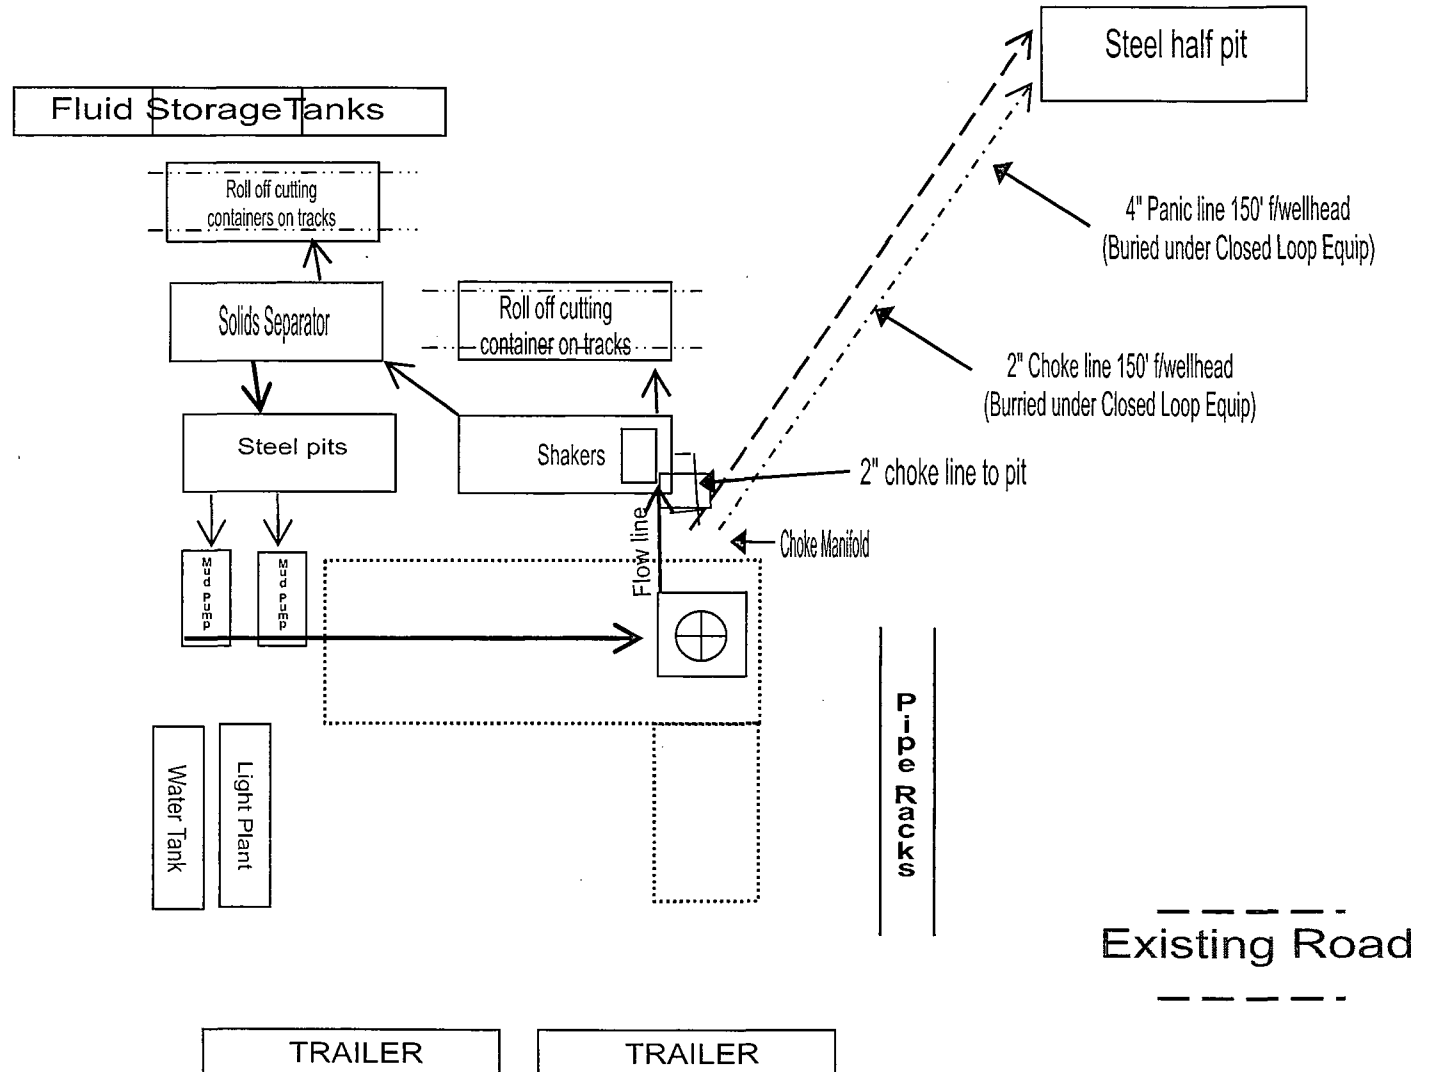 Steel half pit
Fluid StorageTanks
Roll off cutting
containers on tracks
4" Panic line 150' f/wellhead
(Buried under Closed Loop Equip)
Solids Separator
Roll off cutting
container on tracks
2" Choke line 150' f/wellhead
(Burried under Closed Loop Equip)
Steel pits
Shakers
2" choke line to pit
Flow line
Choke Manifold
Mud Pump
Mud Pump
Pipe Racks
Water Tank
Light Plant
Existing Road
TRAILER
TRAILER